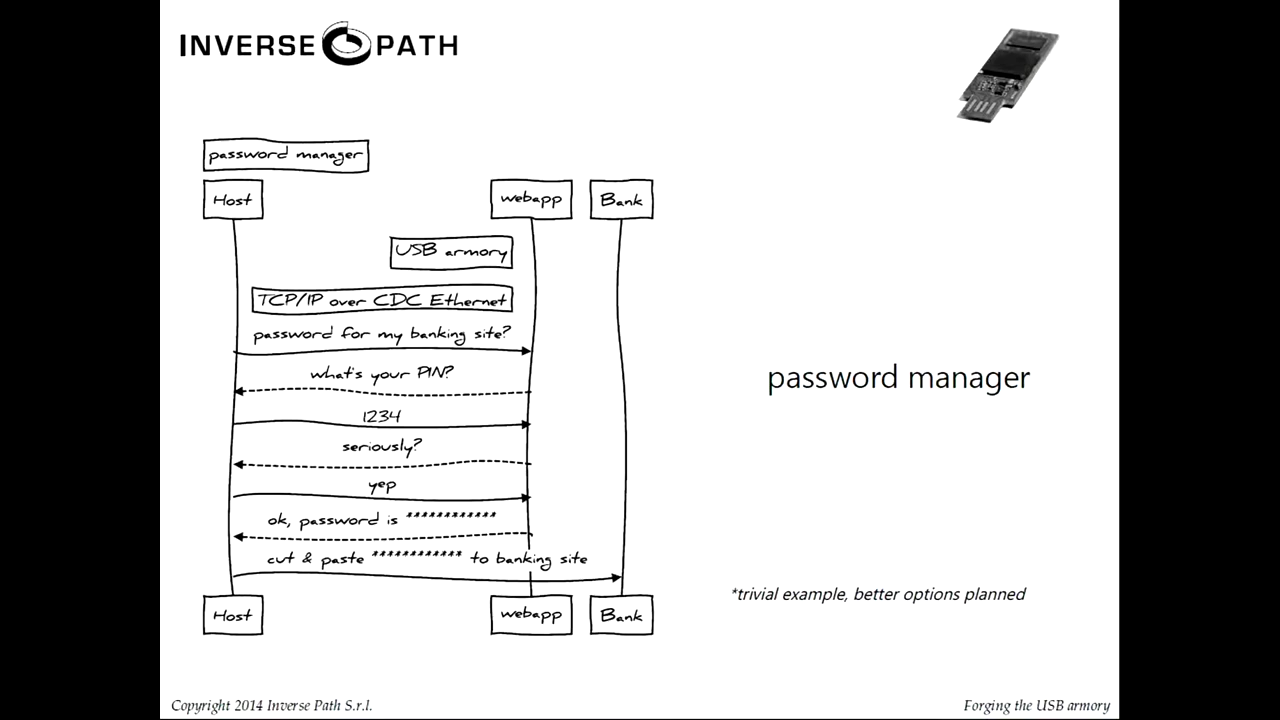 INVERSE PATH
password manager
Host
webapp
Bank
USB armory
TCP/IP over CDC Ethernet
password for my banking site?
what's your PIN?
1234
seriously?
yep
ok, password is ************
cut & paste ************ to banking site
Host
webapp
Bank
password manager
*trivial example, better options planned
Copyright 2014 Inverse Path S.r.l.
Forging the USB armory